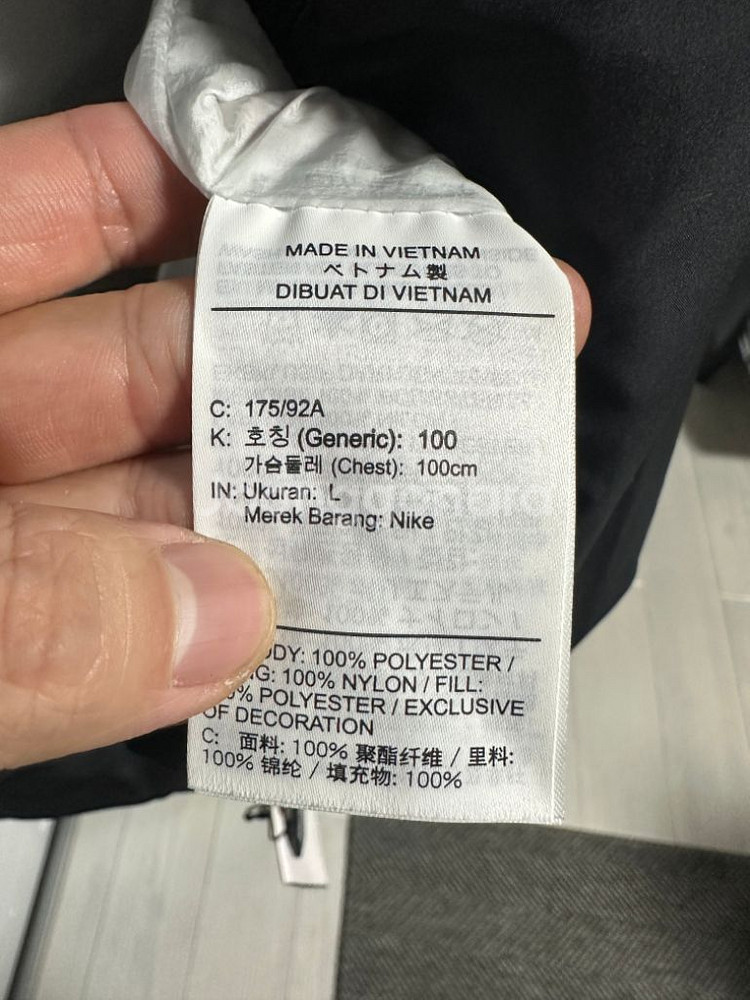 MADE IN VIETNAM
ベトナム製
DIBUAT DI VIETNAM
C: 175/92A
K: 호칭 (Generic): 100
가슴둘레 (Chest): 100cm
IN: Ukuran: L
Merek Barang: Nike
100% POLYESTER /
100% NYLON / FILL:
POLYESTER / EXCLUSIVE
OF DECORATION
C: 面料: 100% 聚酯纤维 / 里料:
100% 锦纶 / 填充物: 100%